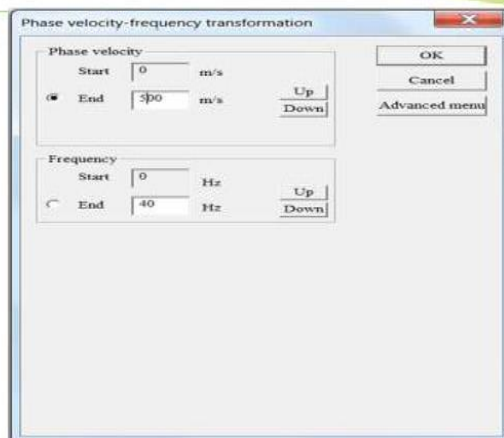 Phase velocity-frequency transformation
Phase velocity
Start 0 m/s
End 500 m/s
Up
Down
OK
Cancel
Advanced menu
Frequency
Start 0 Hz
End 40 Hz
Up
Down